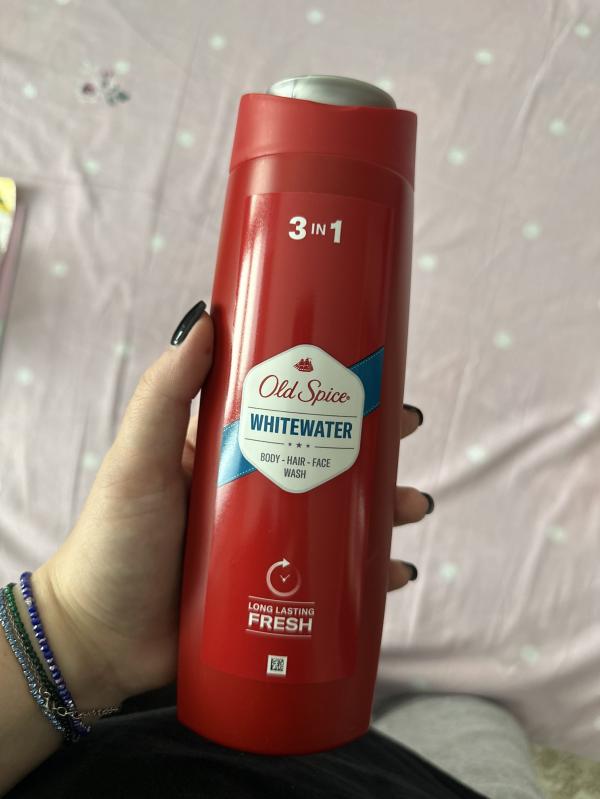 3 IN 1
Old Spice
WHITEWATER
BODY - HAIR - FACE
WASH
LONG LASTING
FRESH